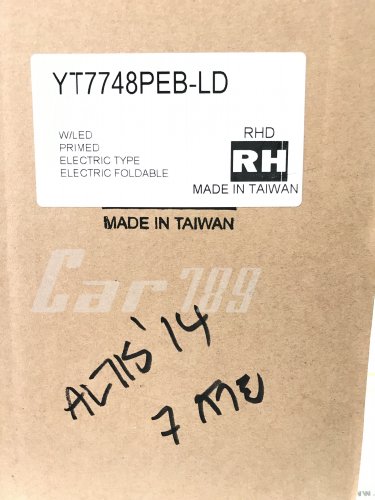 YT7748PEB-LD
W/LED
PRIMED
ELECTRIC TYPE
ELECTRIC FOLDABLE
RHD
RH
MADE IN TAIWAN
MADE IN TAIWAN
Car789
ALTIS'14
7 สาย